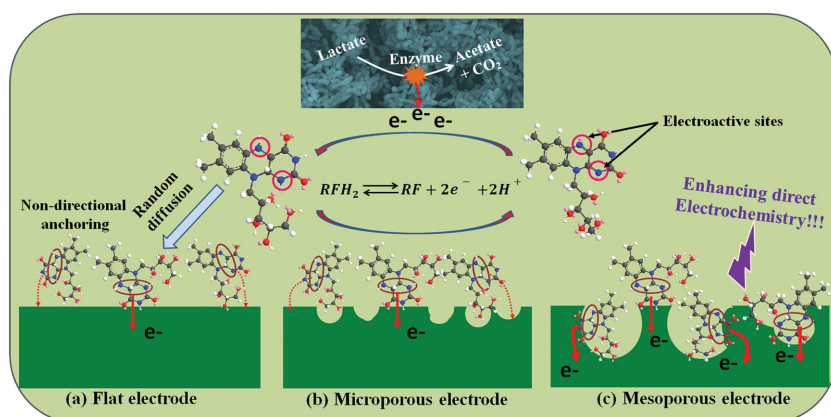 Lactate
Enzyme
Acetate
+ CO2
e- e- e-
Electroactive sites
RFH2 ⇌ RF + 2e− + 2H+
Non-directional
anchoring
Random
diffusion
Enhancing direct
Electrochemistry!!!
e-
e-
e-
e-
e-
e-
(a) Flat electrode
(b) Microporous electrode
(c) Mesoporous electrode